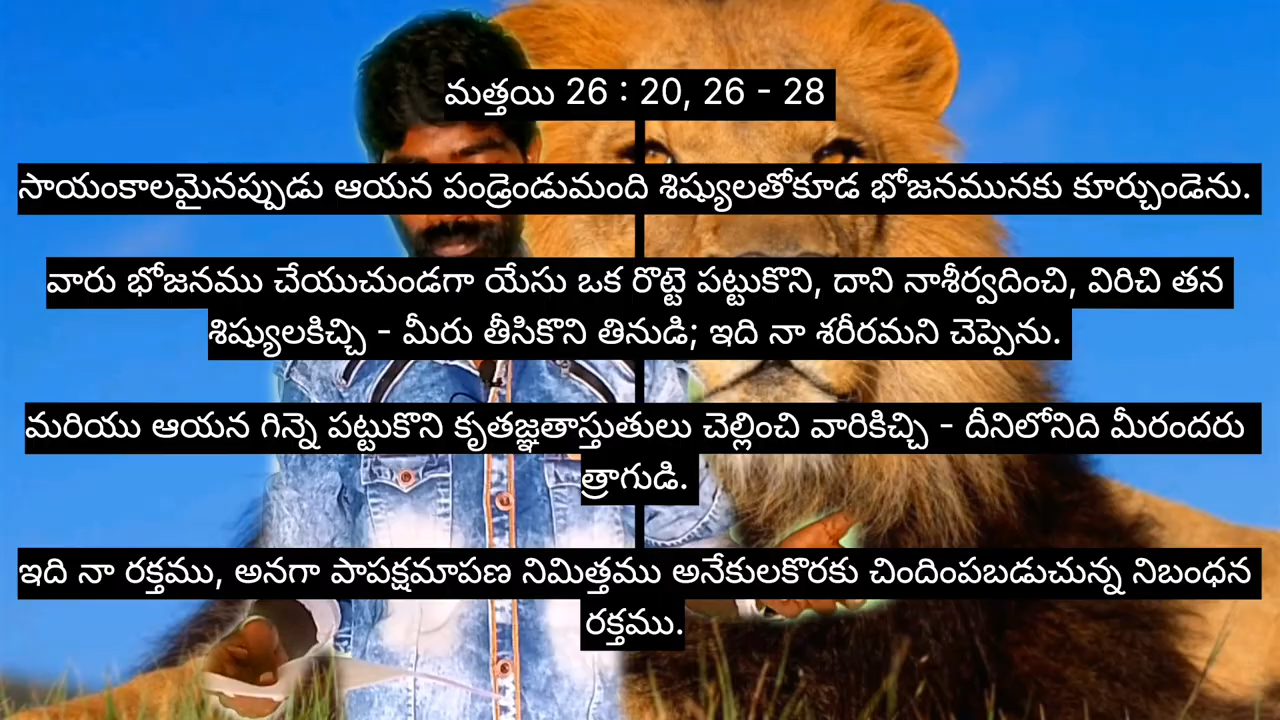 మత్తయి 26 : 20, 26 - 28
సాయంకాలమైనప్పుడు ఆయన పండ్రెండుమంది శిష్యులతోకూడ భోజనమునకు కూర్చుండెను.
వారు భోజనము చేయుచుండగా యేసు ఒక రొట్టె పట్టుకొని, దాని నాశీర్వదించి, విరిచి తన
శిష్యులకిచ్చి - మీరు తీసికొని తినుడి; ఇది నా శరీరమని చెప్పెను.
మరియు ఆయన గిన్నె పట్టుకొని కృతజ్ఞతాస్తుతులు చెల్లించి వారికిచ్చి - దీనిలోనిది మీరందరు
త్రాగుడి.
ఇది నా రక్తము, అనగా పాపక్షమాపణ నిమిత్తము అనేకులకొరకు చిందింపబడుచున్న నిబంధన
రక్తము.